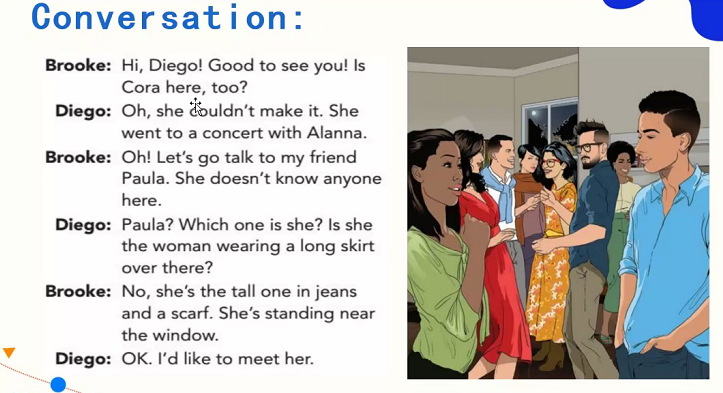 Conversation:
Brooke: Hi, Diego! Good to see you! Is
Cora here, too?
Diego: Oh, she couldn't make it. She
went to a concert with Alanna.
Brooke: Oh! Let's go talk to my friend
Paula. She doesn't know anyone
here.
Diego: Paula? Which one is she? Is she
the woman wearing a long skirt
over there?
Brooke: No, she's the tall one in jeans
and a scarf. She's standing near
the window.
Diego: OK. I'd like to meet her.